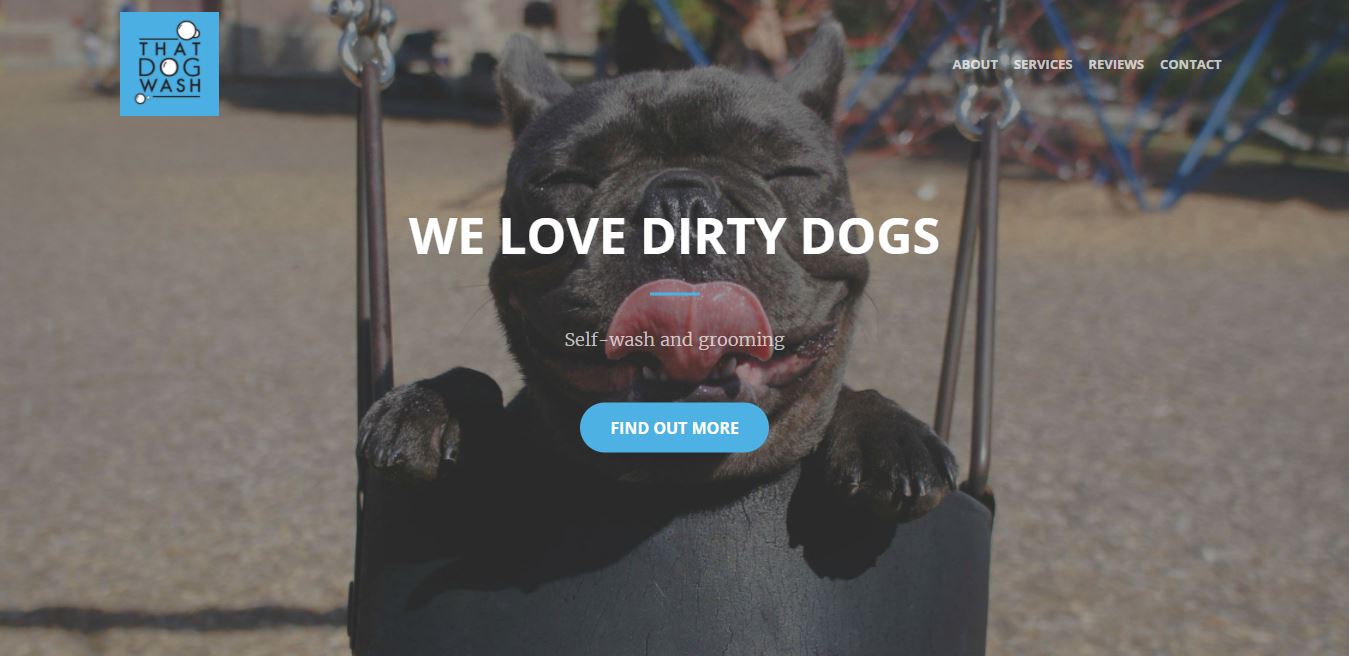 THAT
DOG
WASH
ABOUT SERVICES REVIEWS CONTACT
WE LOVE DIRTY DOGS
Self-wash and grooming
FIND OUT MORE